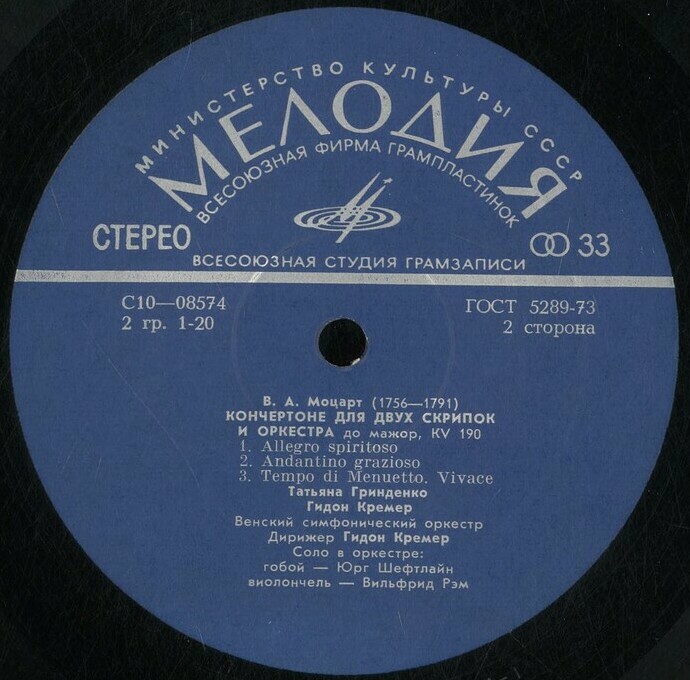 МИНИСТЕРСТВО КУЛЬТУРЫ СССР
МЕЛОДИЯ
ВСЕСОЮЗНАЯ ФИРМА ГРАМПЛАСТИНОК
СТЕРЕО
33
ВСЕСОЮЗНАЯ СТУДИЯ ГРАМЗАПИСИ
С10—08574
ГОСТ 5289-73
2 гр. 1-20
2 сторона
В. А. Моцарт (1756—1791)
КОНЧЕРТОНЕ ДЛЯ ДВУХ СКРИПОК
И ОРКЕСТРА до мажор, KV 190
1. Allegro spiritoso
2. Andantino grazioso
3. Tempo di Menuetto. Vivace
Татьяна Гринденко
Гидон Кремер
Венский симфонический оркестр
Дирижер Гидон Кремер
Соло в оркестре:
гобой — Юрг Шефтлайн
виолончель — Вильфрид Рэм